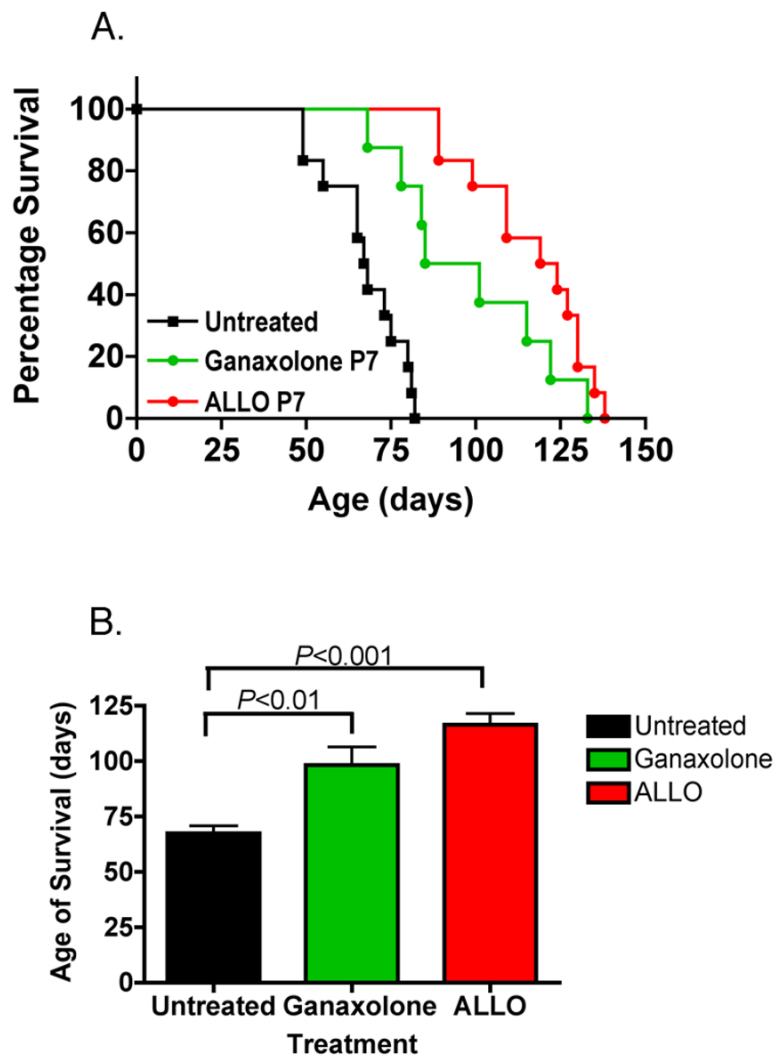 A.
Percentage Survival
100
80
60
40
20
0
Untreated
Ganaxolone P7
ALLO P7
0 25 50 75 100 125 150
Age (days)
B.
P<0.001
P<0.01
Age of Survival (days)
125
100
75
50
25
0
Untreated
Ganaxolone
ALLO
Untreated Ganaxolone ALLO
Treatment